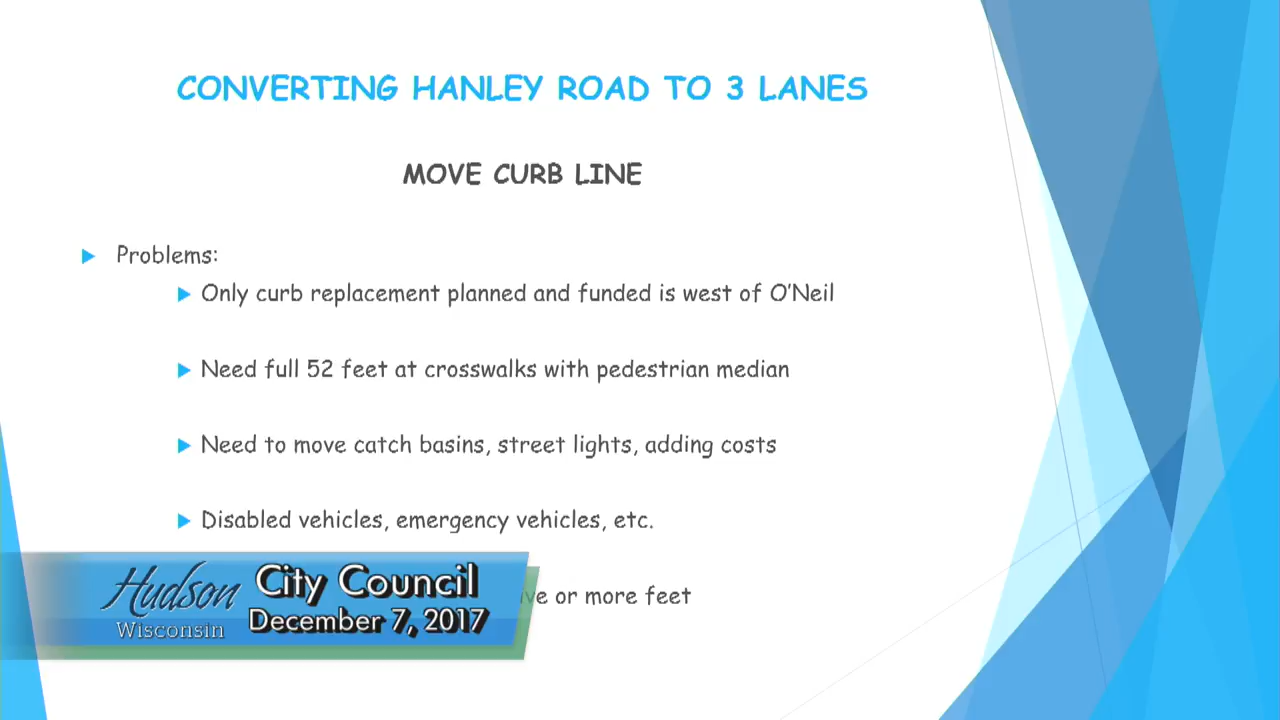 CONVERTING HANLEY ROAD TO 3 LANES
MOVE CURB LINE
Problems:
Only curb replacement planned and funded is west of O'Neil
Need full 52 feet at crosswalks with pedestrian median
Need to move catch basins, street lights, adding costs
Disabled vehicles, emergency vehicles, etc.
or more feet
Hudson
Wisconsin
City Council
December 7, 2017